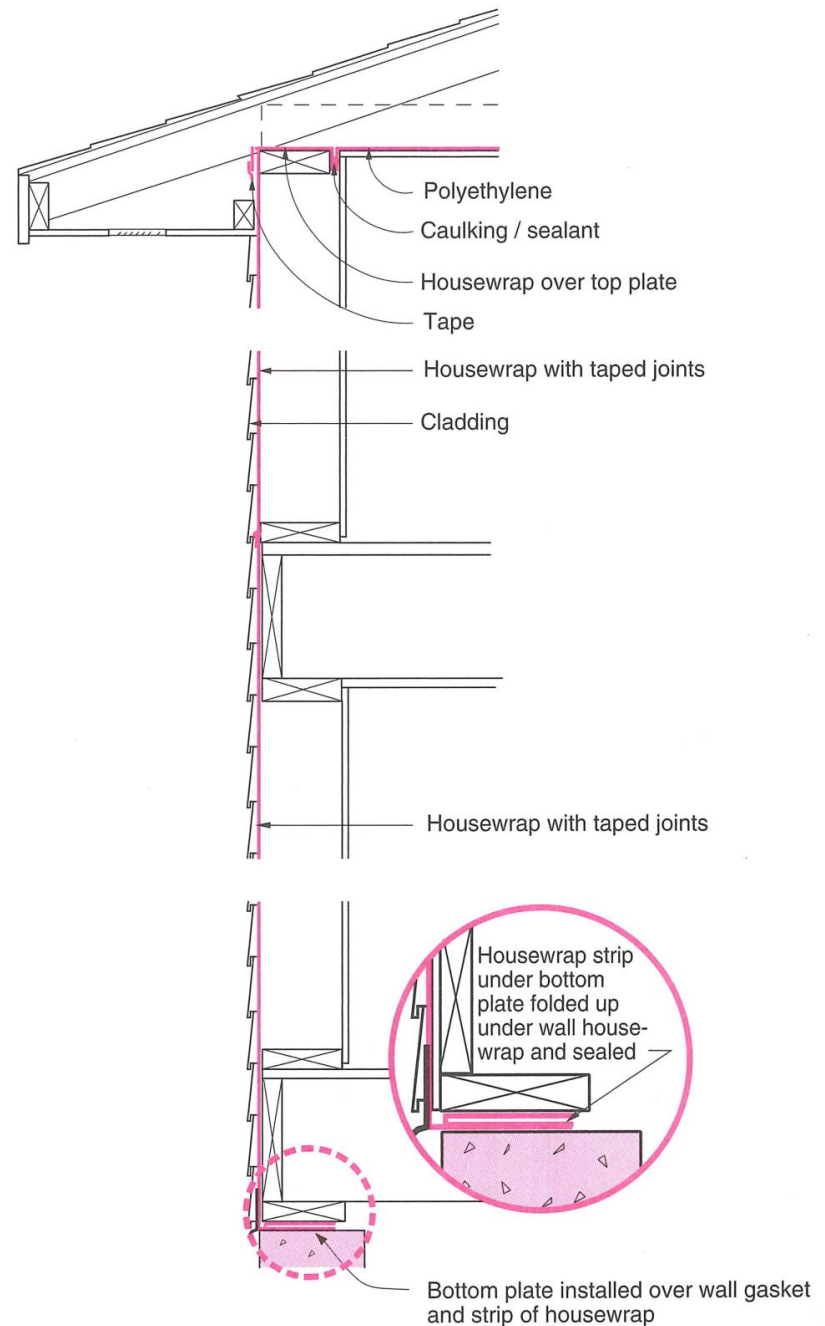 Polyethylene
Caulking / sealant
Housewrap over top plate
Tape
Housewrap with taped joints
Cladding
Housewrap with taped joints
Housewrap strip
under bottom
plate folded up
under wall house-
wrap and sealed
Bottom plate installed over wall gasket
and strip of housewrap